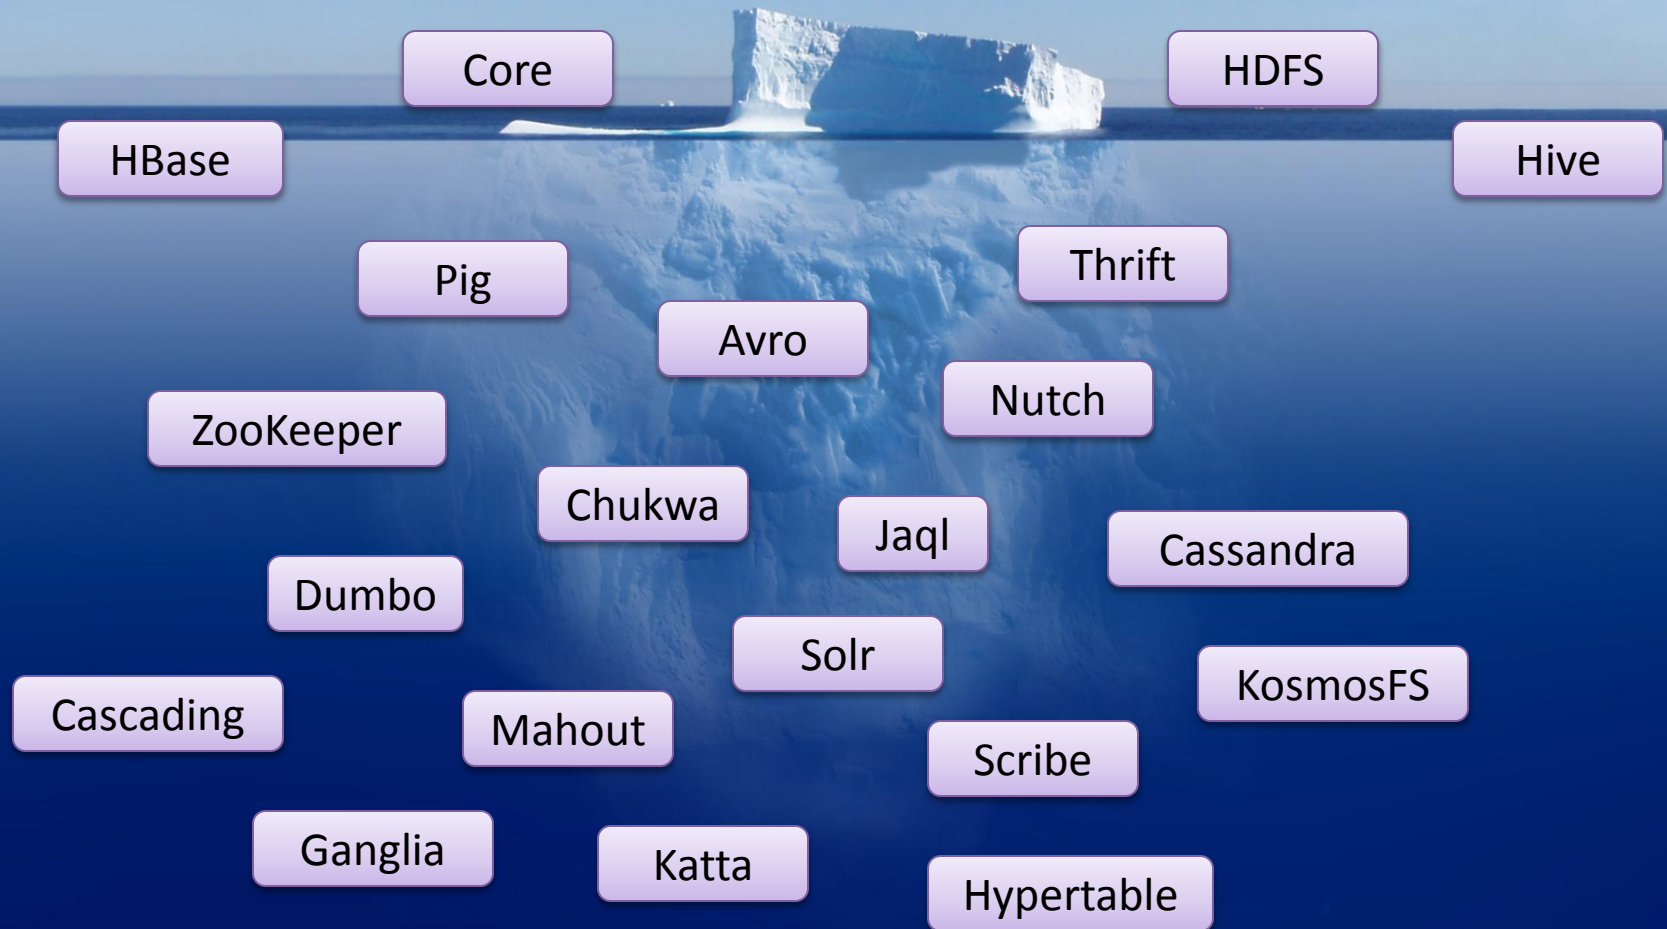 Core
HDFS
HBase
Hive
Pig
Thrift
Avro
Nutch
ZooKeeper
Chukwa
Jaql
Cassandra
Dumbo
Solr
KosmosFS
Cascading
Mahout
Scribe
Ganglia
Katta
Hypertable